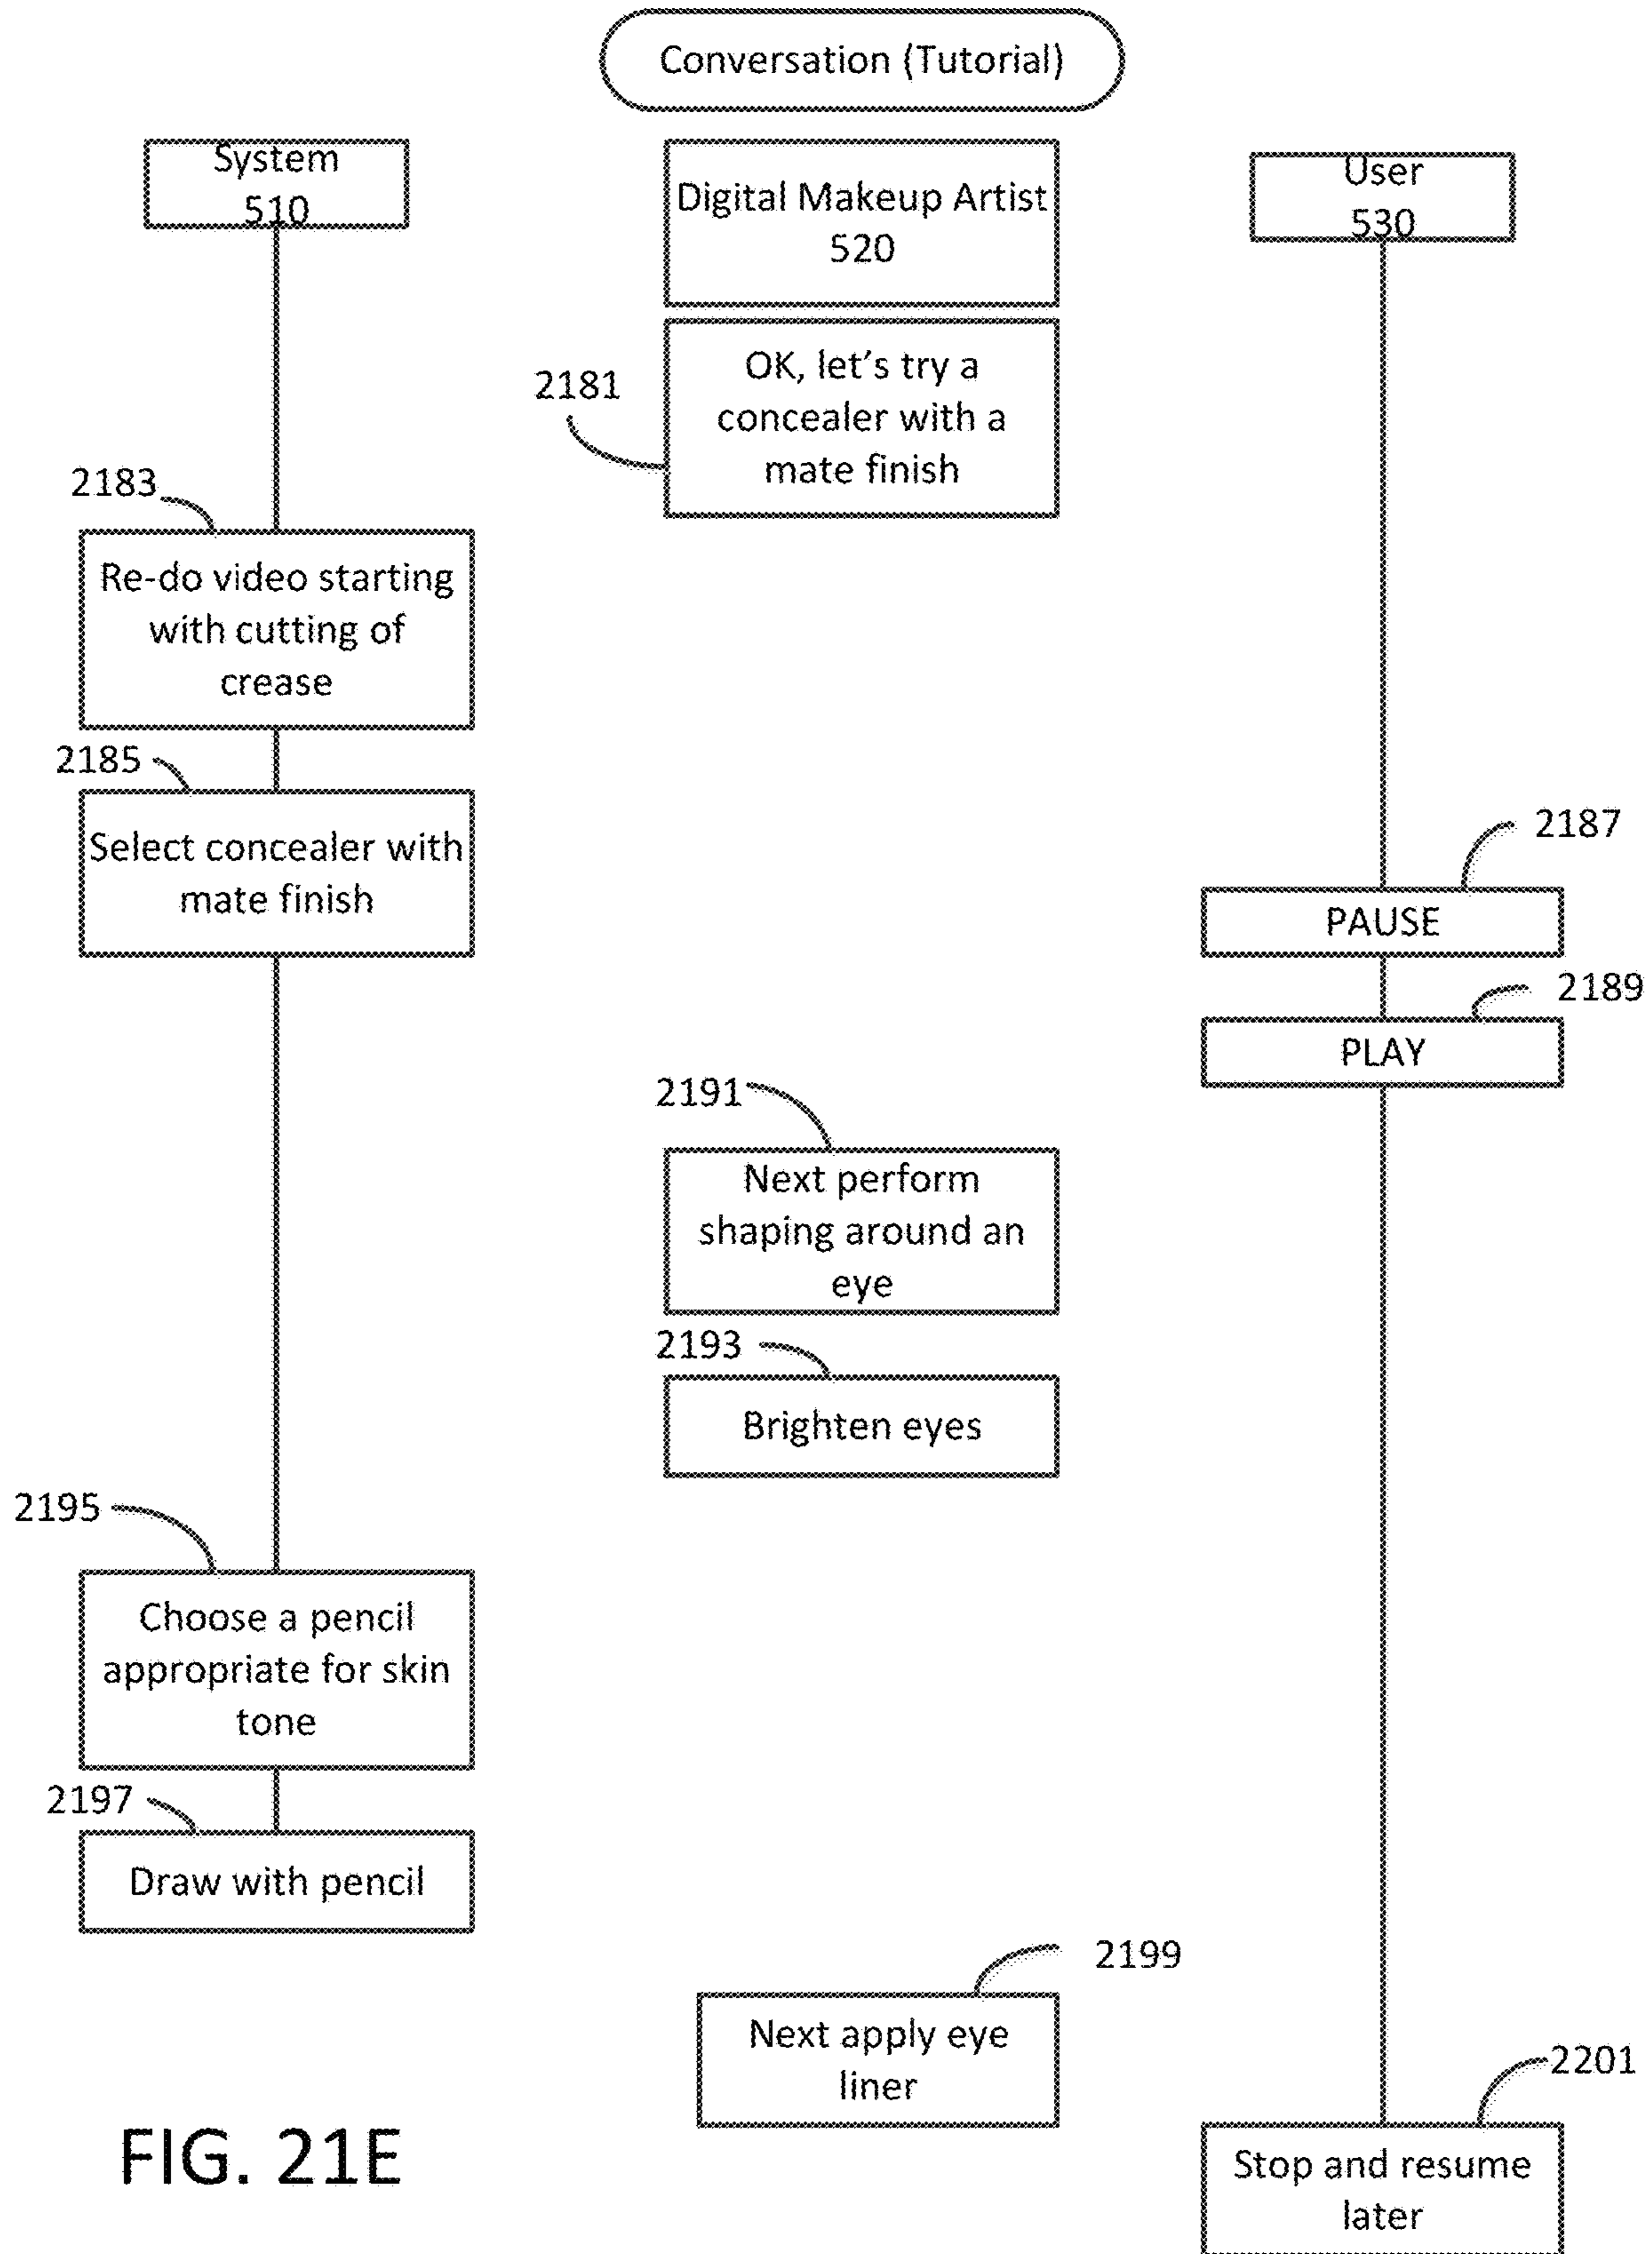 Conversation (Tutorial)
System
510
Digital Makeup Artist
520
User
530
2181
OK, let's try a
concealer with a
mate finish
2183
Re-do video starting
with cutting of
crease
2185
Select concealer with
mate finish
2187
PAUSE
2189
PLAY
2191
Next perform
shaping around an
eye
2193
Brighten eyes
2195
Choose a pencil
appropriate for skin
tone
2197
Draw with pencil
2199
Next apply eye
liner
2201
Stop and resume
later
FIG. 21E